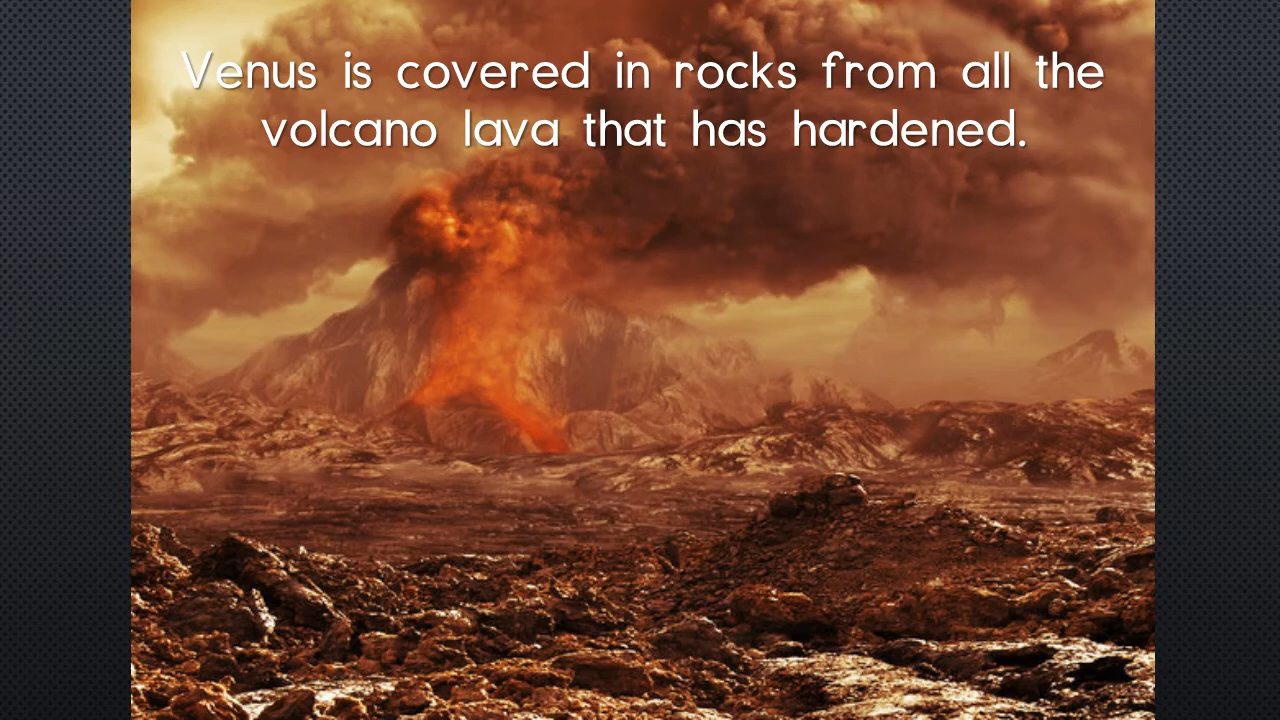 Venus is covered in rocks from all the
volcano lava that has hardened.